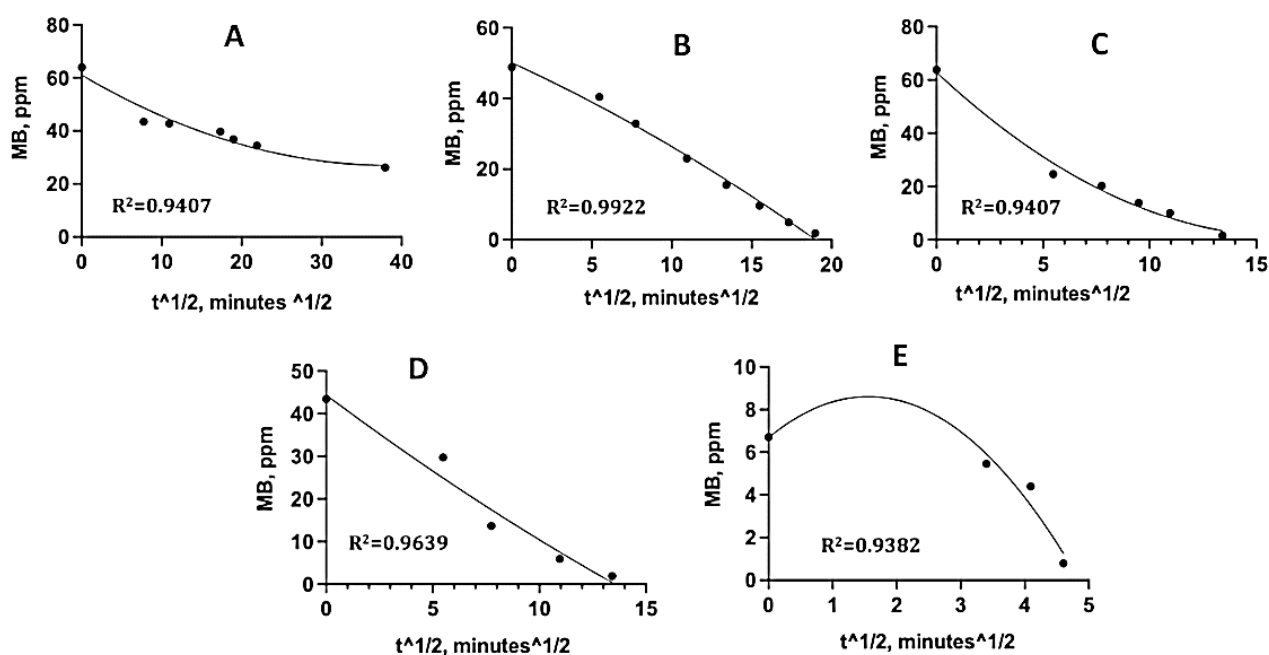 A
MB, ppm
80
60
40
20
0
R²=0.9407
0 10 20 30 40
t^1/2, minutes ^1/2
B
MB, ppm
60
40
20
0
R²=0.9922
0 5 10 15 20
t^1/2, minutes^1/2
C
MB, ppm
80
60
40
20
0
R²=0.9407
0 5 10 15
t^1/2, minutes^1/2
D
MB, ppm
50
40
30
20
10
0
R²=0.9639
0 5 10 15
t^1/2, minutes^1/2
E
MB, ppm
10
8
6
4
2
0
R²=0.9382
0 1 2 3 4 5
t^1/2, minutes^1/2